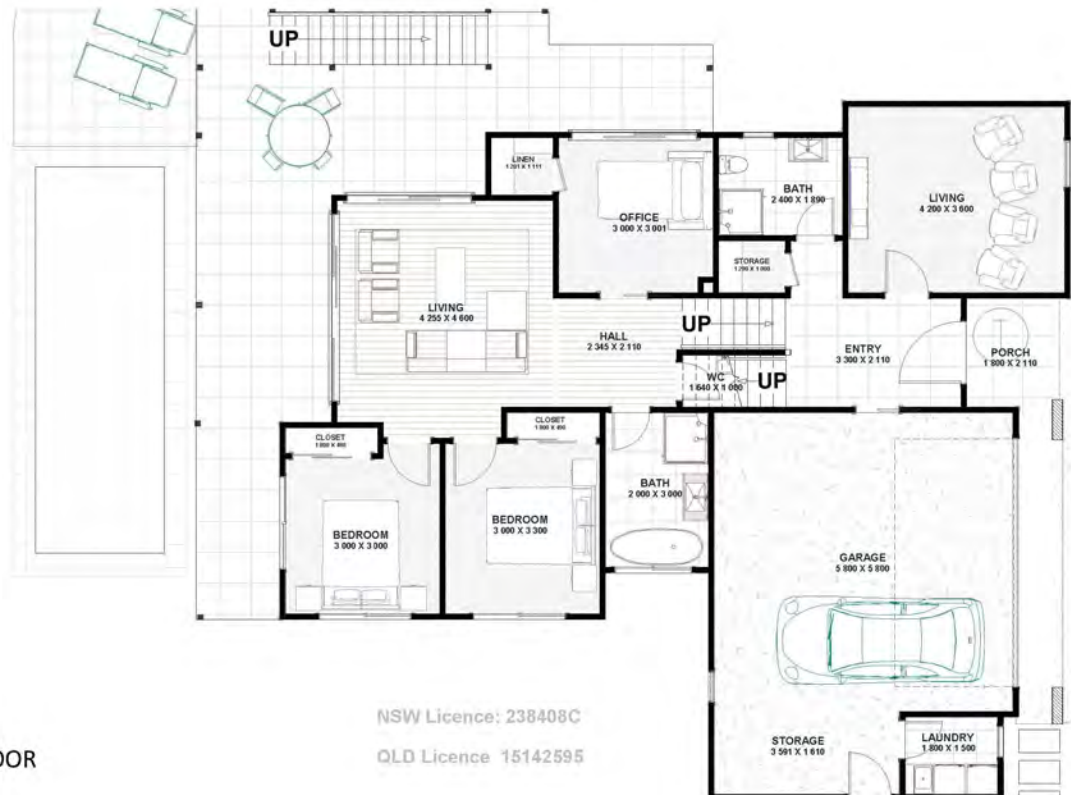 UP
LINEN
1 201 X 1 111
OFFICE
3 000 X 3 001
BATH
2 400 X 1 890
LIVING
4 200 X 3 600
STORAGE
LIVING
4 255 X 4 600
HALL
2 345 X 2 110
UP
ENTRY
3 300 X 2 110
PORCH
1 800 X 2 110
WC
1 640 X 1 000
UP
CLOSET
CLOSET
BATH
2 000 X 3 000
BEDROOM
3 000 X 3 000
BEDROOM
3 000 X 3 300
GARAGE
5 800 X 5 800
NSW Licence: 238408C
QLD Licence 15142595
STORAGE
3 591 X 1 610
LAUNDRY
1 800 X 1 500